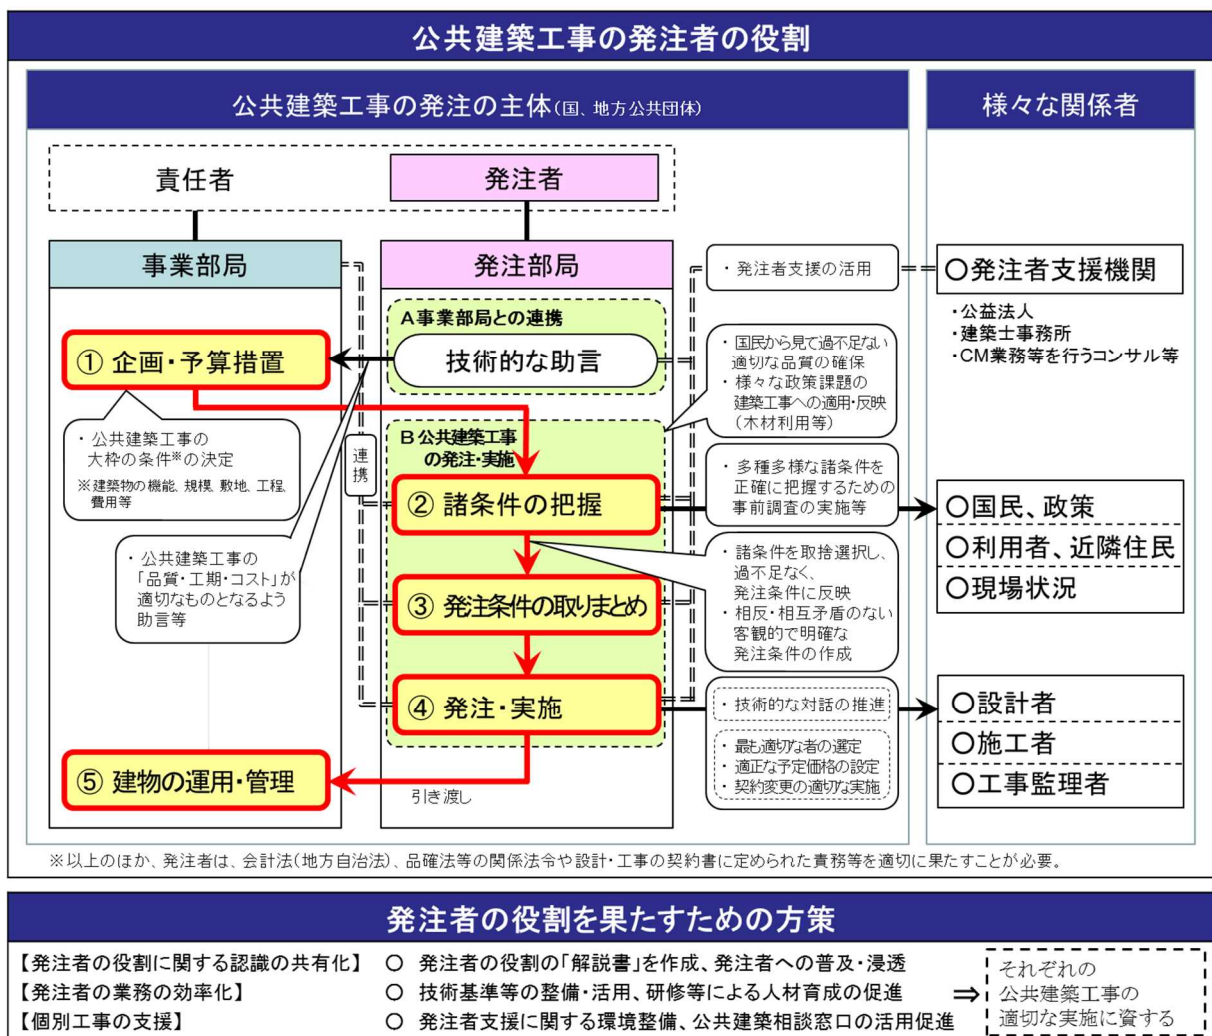 公共建築工事の発注者の役割
公共建築工事の発注の主体(国、地方公共団体)
様々な関係者
責任者
発注者
事業部局
発注部局
・発注者支援の活用
○発注者支援機関
・公益法人
・建築士事務所
・CM業務等を行うコンサル等
A事業部局との連携
技術的な助言
① 企画・予算措置
・国民から見て過不足ない
適切な品質の確保
・様々な政策課題の
建築工事への適用・反映
(木材利用等)
・公共建築工事の
大枠の条件※の決定
※建築物の機能、規模、敷地、工程、
費用等
連携
B公共建築工事
の発注・実施
② 諸条件の把握
・多種多様な諸条件を
正確に把握するための
事前調査の実施等
○国民、政策
○利用者、近隣住民
○現場状況
・公共建築工事の
「品質・工期・コスト」が
適切なものとなるよう
助言等
③ 発注条件の取りまとめ
・諸条件を取捨選択し、
過不足なく、
発注条件に反映
・相反・相互矛盾のない
客観的で明確な
発注条件の作成
④ 発注・実施
・技術的な対話の推進
・最も適切な者の選定
・適正な予定価格の設定
・契約変更の適切な実施
○設計者
○施工者
○工事監理者
⑤ 建物の運用・管理
引き渡し
※以上のほか、発注者は、会計法(地方自治法)、品確法等の関係法令や設計・工事の契約書に定められた責務等を適切に果たすことが必要。
発注者の役割を果たすための方策
【発注者の役割に関する認識の共有化】 ○ 発注者の役割の「解説書」を作成、発注者への普及・浸透
【発注者の業務の効率化】 ○ 技術基準等の整備・活用、研修等による人材育成の促進
【個別工事の支援】 ○ 発注者支援に関する環境整備、公共建築相談窓口の活用促進
⇒
それぞれの
公共建築工事の
適切な実施に資する